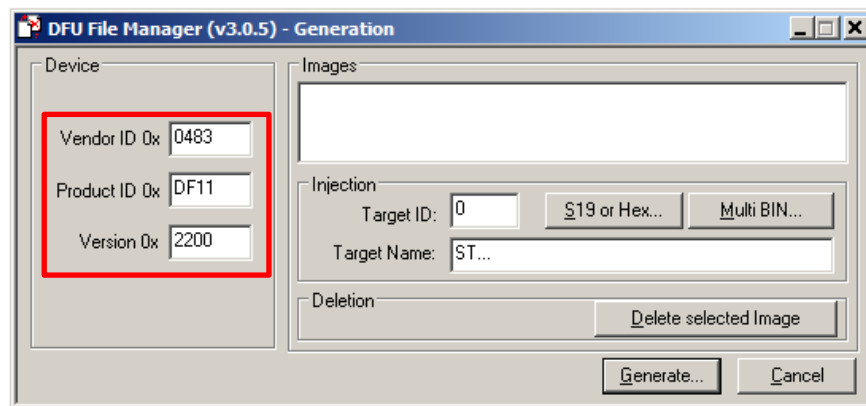 DFU File Manager (v3.0.5) - Generation
Device
Vendor ID 0x 0483
Product ID 0x DF11
Version 0x 2200
Images
Injection
Target ID: 0 S19 or Hex... Multi BIN...
Target Name: ST...
Deletion
Delete selected Image
Generate... Cancel